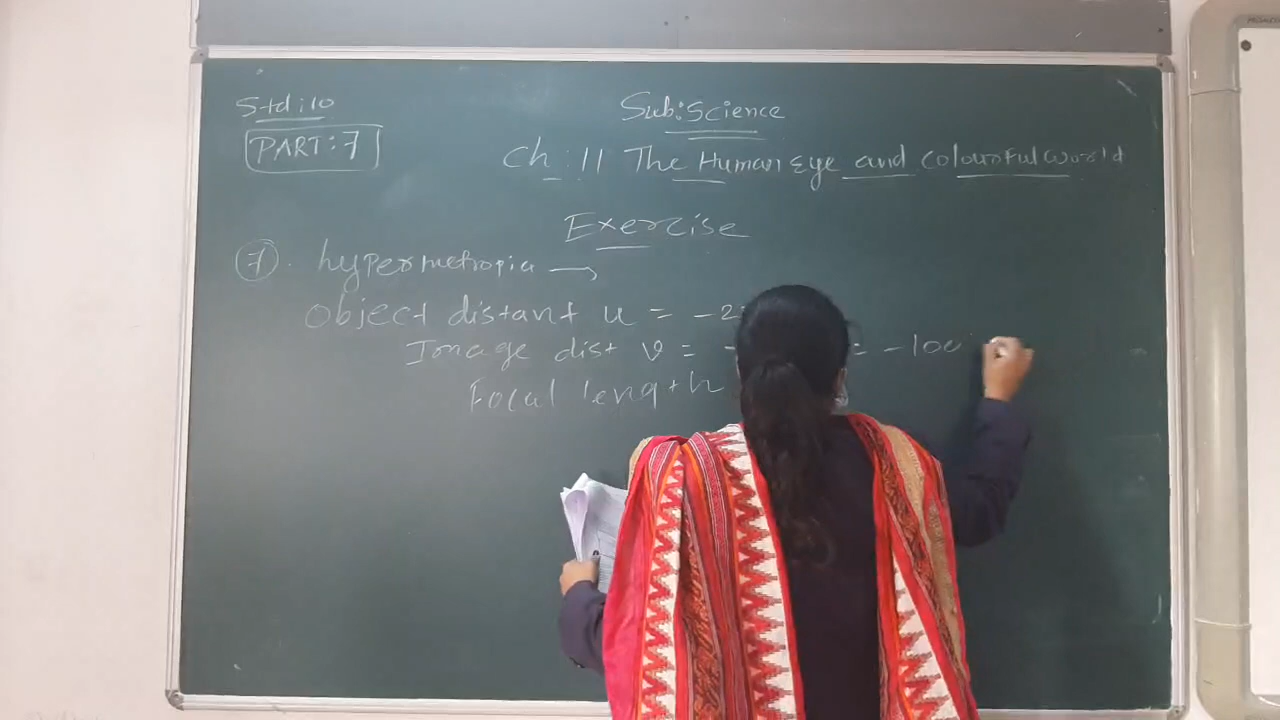 Std:10
PART:7
Sub:Science
Ch:11 The Human Eye and Colourful World
Exercise
7. hypermetropia →
Object distant u = -2
Image dist v = - = -100
Focal length